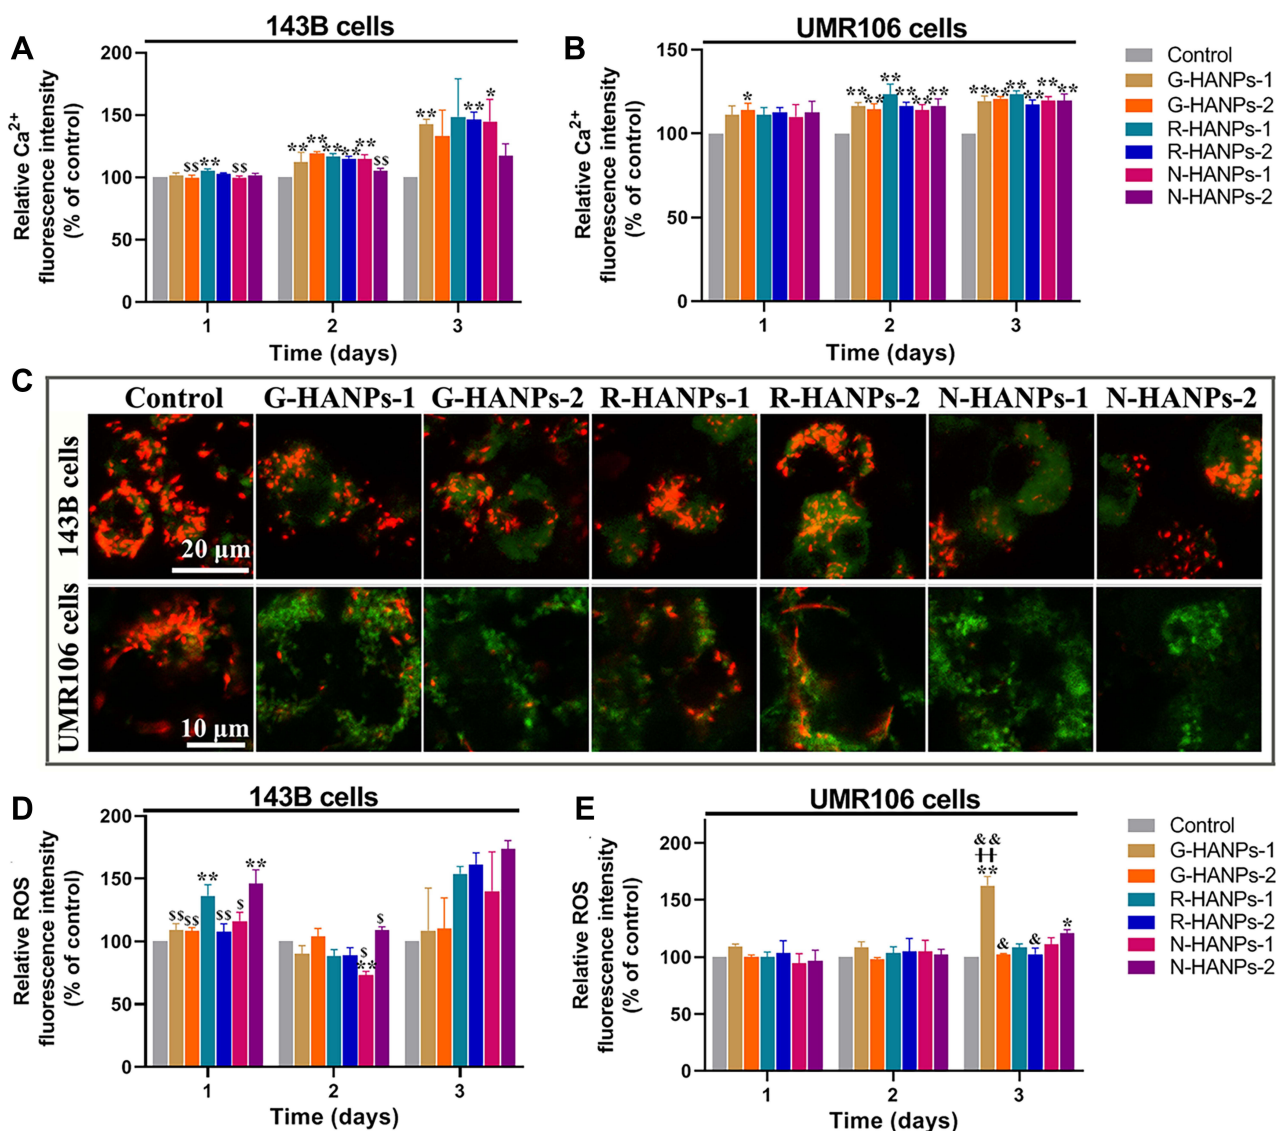 A
143B cells
Relative Ca2+
fluorescence intensity
(% of control)
200
150
100
50
0
$$
**
$$
**
**
**
**
**
$$
**
**
*
1
2
3
Time (days)
B
UMR106 cells
Relative Ca2+
fluorescence intensity
(% of control)
150
100
50
0
*
**
**
**
**
**
**
**
**
**
**
**
**
1
2
3
Time (days)
Control
G-HANPs-1
G-HANPs-2
R-HANPs-1
R-HANPs-2
N-HANPs-1
N-HANPs-2
C
Control G-HANPs-1 G-HANPs-2 R-HANPs-1 R-HANPs-2 N-HANPs-1 N-HANPs-2
143B cells
20 μm
UMR106 cells
10 μm
D
143B cells
Relative ROS
fluorescence intensity
(% of control)
200
150
100
50
0
$$
$$
**
$$
$
**
$
**
$
1
2
3
Time (days)
E
UMR106 cells
Relative ROS
fluorescence intensity
(% of control)
200
150
100
50
0
&&
‡‡
**
&
&
*
1
2
3
Time (days)
Control
G-HANPs-1
G-HANPs-2
R-HANPs-1
R-HANPs-2
N-HANPs-1
N-HANPs-2